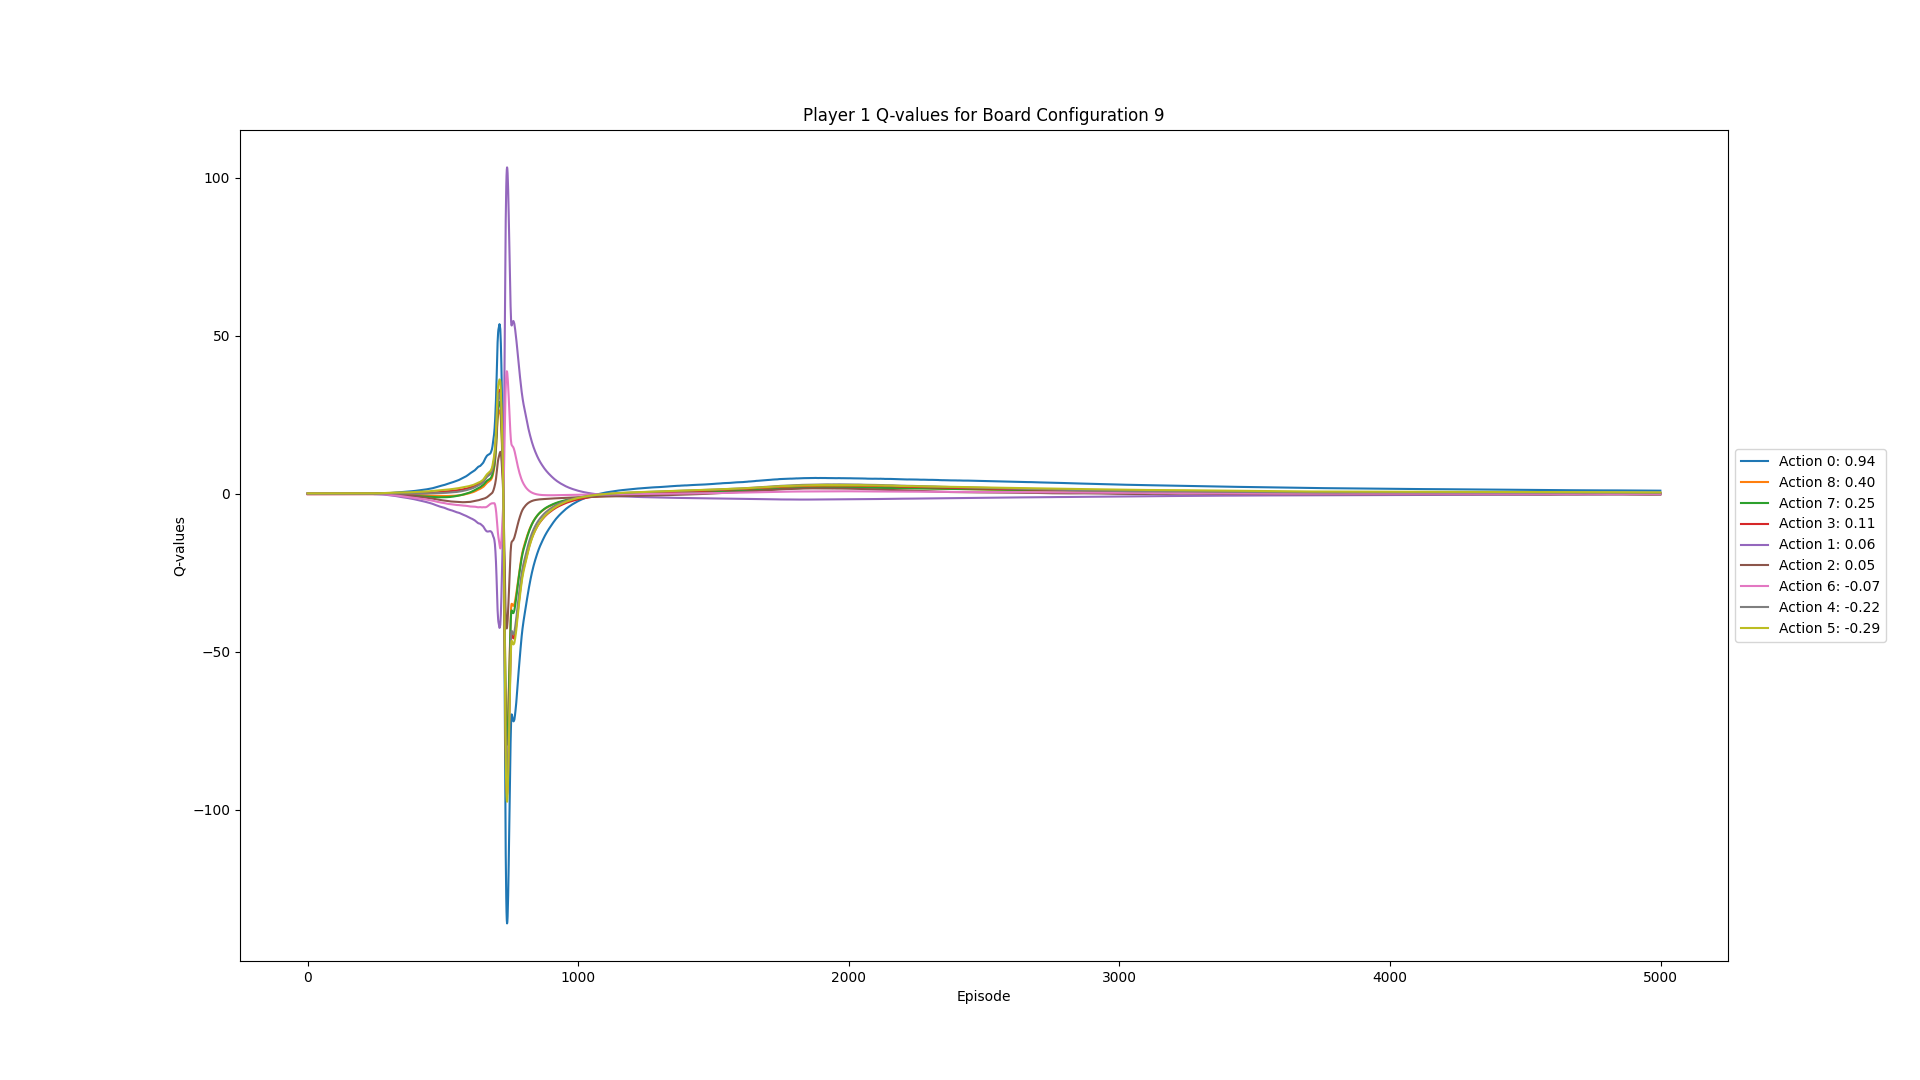 Player 1 Q-values for Board Configuration 9
100
50
0
−50
−100
Q-values
0
1000
2000
3000
4000
5000
Episode
Action 0: 0.94
Action 8: 0.40
Action 7: 0.25
Action 3: 0.11
Action 1: 0.06
Action 2: 0.05
Action 6: -0.07
Action 4: -0.22
Action 5: -0.29